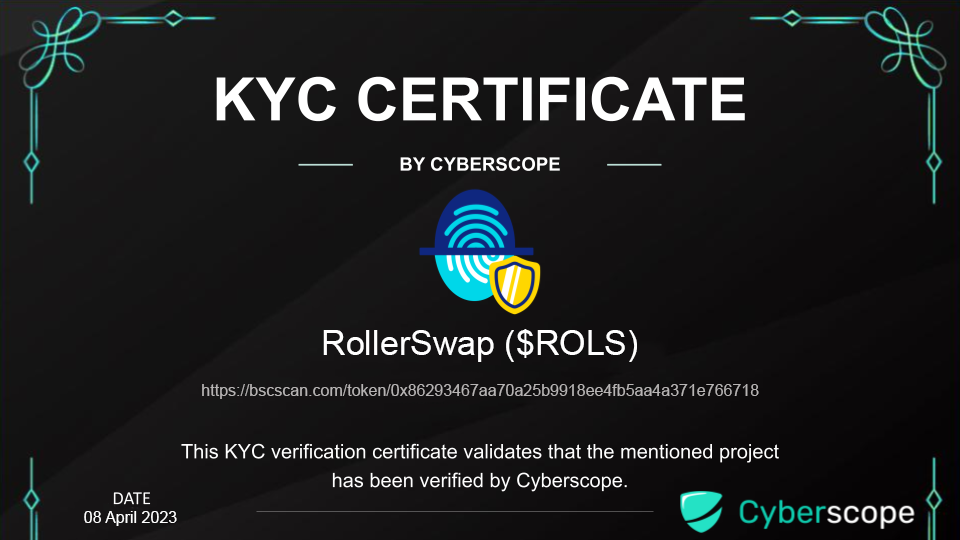 KYC CERTIFICATE
BY CYBERSCOPE
RollerSwap ($ROLS)
https://bscscan.com/token/0x86293467aa70a25b9918ee4fb5aa4a371e766718
This KYC verification certificate validates that the mentioned project
has been verified by Cyberscope.
DATE
08 April 2023
Cyberscope